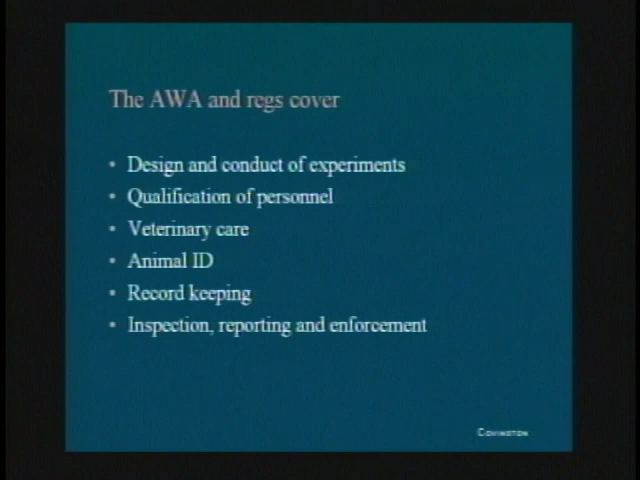 The AWA and regs cover
• Design and conduct of experiments
• Qualification of personnel
• Veterinary care
• Animal ID
• Record keeping
• Inspection, reporting and enforcement
COVINGTON